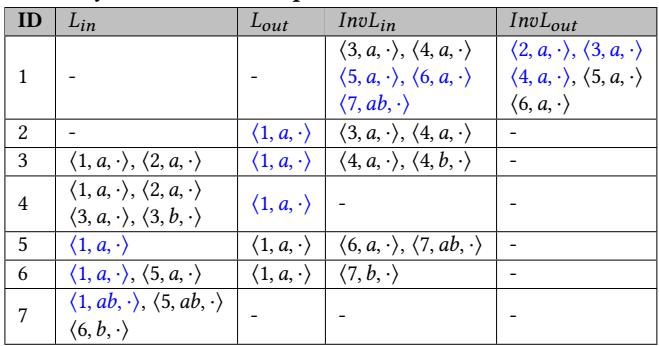 ID L_in L_out InvL_in InvL_out
⟨3, a, ·⟩, ⟨4, a, ·⟩ ⟨2, a, ·⟩, ⟨3, a, ·⟩
1 - - ⟨5, a, ·⟩, ⟨6, a, ·⟩ ⟨4, a, ·⟩, ⟨5, a, ·⟩
⟨7, ab, ·⟩ ⟨6, a, ·⟩
2 - ⟨1, a, ·⟩ ⟨3, a, ·⟩, ⟨4, a, ·⟩ -
3 ⟨1, a, ·⟩, ⟨2, a, ·⟩ ⟨1, a, ·⟩ ⟨4, a, ·⟩, ⟨4, b, ·⟩ -
4 ⟨1, a, ·⟩, ⟨2, a, ·⟩ ⟨1, a, ·⟩ - -
⟨3, a, ·⟩, ⟨3, b, ·⟩
5 ⟨1, a, ·⟩ ⟨1, a, ·⟩ ⟨6, a, ·⟩, ⟨7, ab, ·⟩ -
6 ⟨1, a, ·⟩, ⟨5, a, ·⟩ ⟨1, a, ·⟩ ⟨7, b, ·⟩ -
7 ⟨1, ab, ·⟩, ⟨5, ab, ·⟩ - - -
⟨6, b, ·⟩